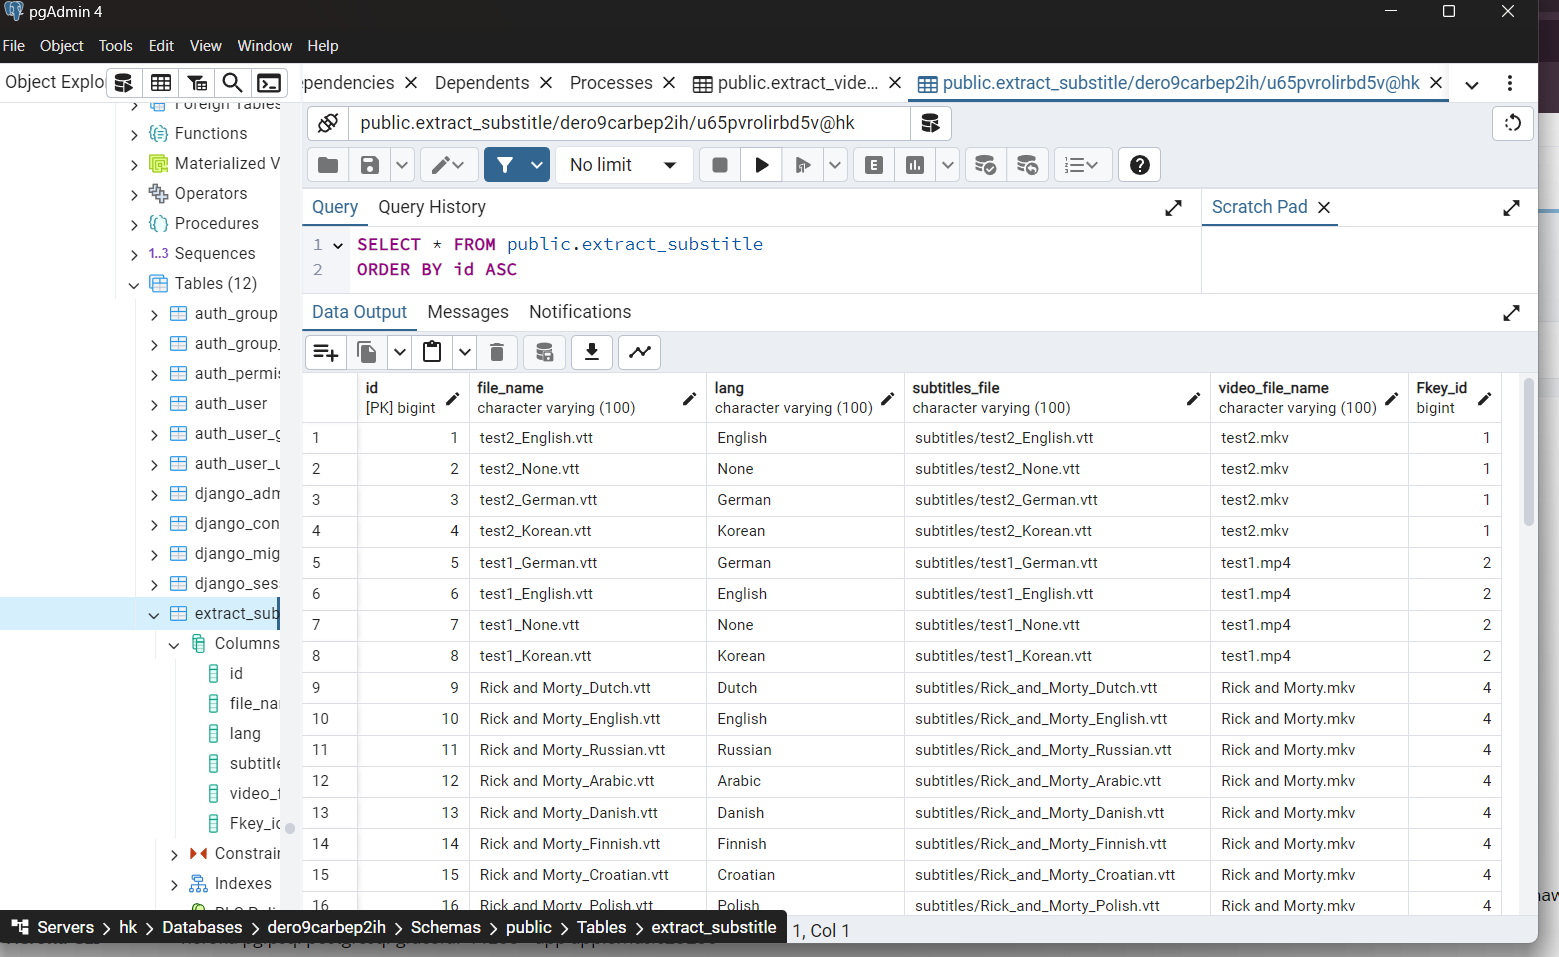 pgAdmin 4
File Object Tools Edit View Window Help
Object Explo
ependencies Dependents Processes public.extract_vide... public.extract_substitle/dero9carbep2ih/u65pvrolirbd5v@hk
Foreign Tables
Functions
Materialized V
Operators
Procedures
1..3 Sequences
Tables (12)
auth_group
auth_group_
auth_permis
auth_user
auth_user_g
auth_user_u
django_adm
django_con
django_mig
django_ses
extract_sub
Columns
id
file_na
lang
subtitle
video_f
Fkey_id
Constrain
Indexes
public.extract_substitle/dero9carbep2ih/u65pvrolirbd5v@hk
No limit
E
Query Query History
Scratch Pad
1 SELECT * FROM public.extract_substitle
2 ORDER BY id ASC
Data Output Messages Notifications
id file_name lang subtitles_file video_file_name Fkey_id
[PK] bigint character varying (100) character varying (100) character varying (100) character varying (100) bigint
1 1 test2_English.vtt English subtitles/test2_English.vtt test2.mkv 1
2 2 test2_None.vtt None subtitles/test2_None.vtt test2.mkv 1
3 3 test2_German.vtt German subtitles/test2_German.vtt test2.mkv 1
4 4 test2_Korean.vtt Korean subtitles/test2_Korean.vtt test2.mkv 1
5 5 test1_German.vtt German subtitles/test1_German.vtt test1.mp4 2
6 6 test1_English.vtt English subtitles/test1_English.vtt test1.mp4 2
7 7 test1_None.vtt None subtitles/test1_None.vtt test1.mp4 2
8 8 test1_Korean.vtt Korean subtitles/test1_Korean.vtt test1.mp4 2
9 9 Rick and Morty_Dutch.vtt Dutch subtitles/Rick_and_Morty_Dutch.vtt Rick and Morty.mkv 4
10 10 Rick and Morty_English.vtt English subtitles/Rick_and_Morty_English.vtt Rick and Morty.mkv 4
11 11 Rick and Morty_Russian.vtt Russian subtitles/Rick_and_Morty_Russian.vtt Rick and Morty.mkv 4
12 12 Rick and Morty_Arabic.vtt Arabic subtitles/Rick_and_Morty_Arabic.vtt Rick and Morty.mkv 4
13 13 Rick and Morty_Danish.vtt Danish subtitles/Rick_and_Morty_Danish.vtt Rick and Morty.mkv 4
14 14 Rick and Morty_Finnish.vtt Finnish subtitles/Rick_and_Morty_Finnish.vtt Rick and Morty.mkv 4
15 15 Rick and Morty_Croatian.vtt Croatian subtitles/Rick_and_Morty_Croatian.vtt Rick and Morty.mkv 4
16 16 Rick and Morty_Polish.vtt Polish subtitles/Rick_and_Morty_Polish.vtt Rick and Morty.mkv 4
Servers hk Databases dero9carbep2ih Schemas public Tables extract_substitle
1, Col 1